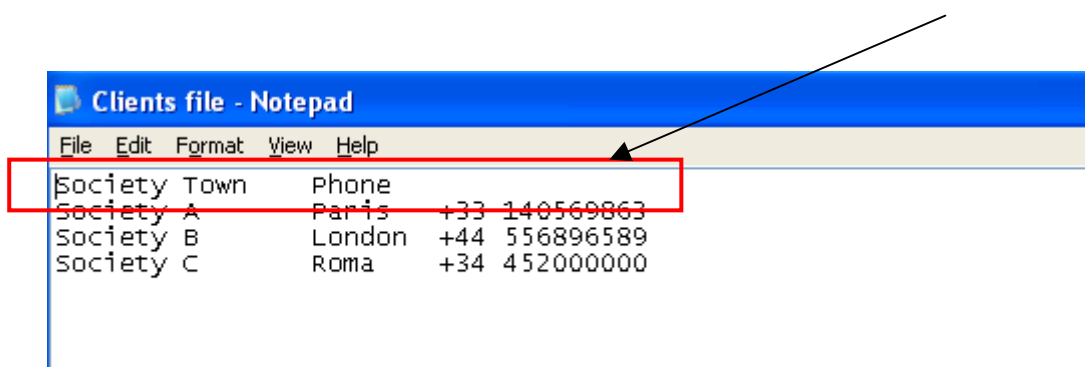 Clients file - Notepad
File Edit Format View Help
Society Town Phone
Society A Paris +33 140569863
Society B London +44 556896589
Society C Roma +34 452000000